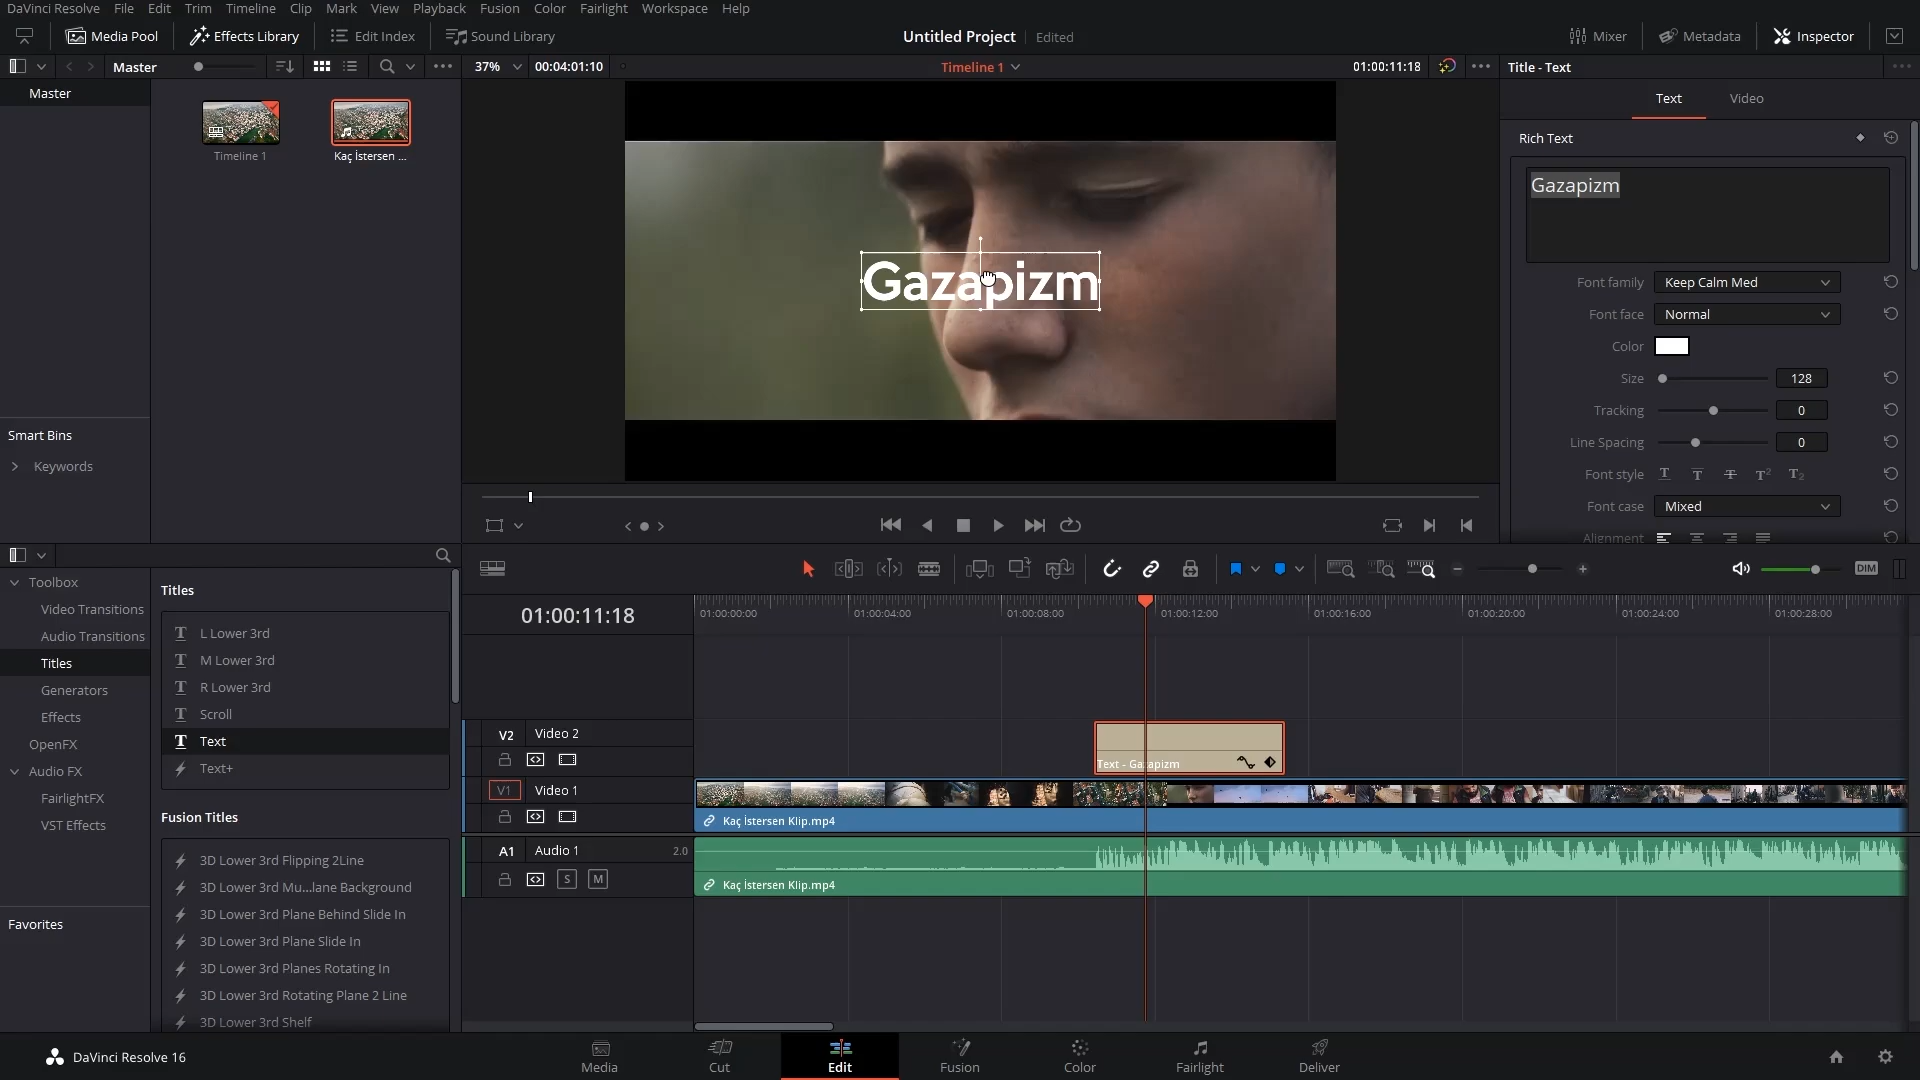 DaVinci Resolve File Edit Trim Timeline Clip Mark View Playback Fusion Color Fairlight Workspace Help
Media Pool Effects Library Edit Index Sound Library Untitled Project Edited Mixer Metadata Inspector
Master 37% 00:04:01:10 Timeline 1 01:00:11:18 Title - Text
Master
Timeline 1
Kaç İstersen ...
Smart Bins
Keywords
Gazapizm
Text Video
Rich Text
Gazapizm
Font family Keep Calm Med
Font face Normal
Color
Size 128
Tracking 0
Line Spacing 0
Font style T T T T2 T2
Font case Mixed
Alignment
Toolbox
Video Transitions
Audio Transitions
Titles
Generators
Effects
OpenFX
Audio FX
FairlightFX
VST Effects
Favorites
Titles
L Lower 3rd
M Lower 3rd
R Lower 3rd
Scroll
Text
Text+
Fusion Titles
3D Lower 3rd Flipping 2Line
3D Lower 3rd Mu...lane Background
3D Lower 3rd Plane Behind Slide In
3D Lower 3rd Plane Slide In
3D Lower 3rd Planes Rotating In
3D Lower 3rd Rotating Plane 2 Line
3D Lower 3rd Shelf
DIM
01:00:11:18
01:00:00:00 01:00:04:00 01:00:08:00 01:00:12:00 01:00:16:00 01:00:20:00 01:00:24:00 01:00:28:00
V2 Video 2
Text - Gazapizm
V1 Video 1
Kaç İstersen Klip.mp4
A1 Audio 1 2.0
S M
Kaç İstersen Klip.mp4
DaVinci Resolve 16
Media Cut Edit Fusion Color Fairlight Deliver